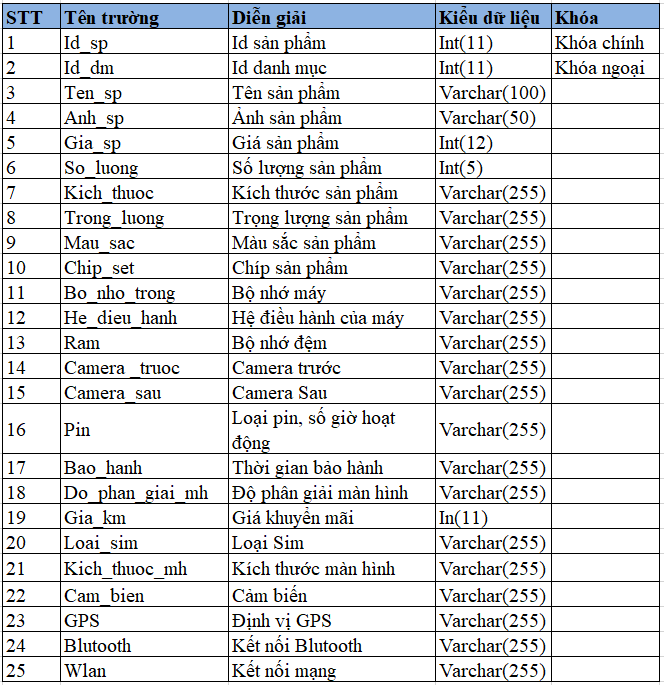 STT Tên trường Diễn giải Kiểu dữ liệu Khóa
1 Id_sp Id sản phẩm Int(11) Khóa chính
2 Id_dm Id danh mục Int(11) Khóa ngoại
3 Ten_sp Tên sản phẩm Varchar(100)
4 Anh_sp Ảnh sản phẩm Varchar(50)
5 Gia_sp Giá sản phẩm Int(12)
6 So_luong Số lượng sản phẩm Int(5)
7 Kich_thuoc Kích thước sản phẩm Varchar(255)
8 Trong_luong Trọng lượng sản phẩm Varchar(255)
9 Mau_sac Màu sắc sản phẩm Varchar(255)
10 Chip_set Chíp sản phẩm Varchar(255)
11 Bo_nho_trong Bộ nhớ máy Varchar(255)
12 He_dieu_hanh Hệ điều hành của máy Varchar(255)
13 Ram Bộ nhớ đệm Varchar(255)
14 Camera _truoc Camera trước Varchar(255)
15 Camera_sau Camera Sau Varchar(255)
16 Pin Loại pin, số giờ hoạt
động Varchar(255)
17 Bao_hanh Thời gian bảo hành Varchar(255)
18 Do_phan_giai_mh Độ phân giải màn hình Varchar(255)
19 Gia_km Giá khuyến mãi In(11)
20 Loai_sim Loại Sim Varchar(255)
21 Kich_thuoc_mh Kích thước màn hình Varchar(255)
22 Cam_bien Cảm biến Varchar(255)
23 GPS Định vị GPS Varchar(255)
24 Blutooth Kết nối Blutooth Varchar(255)
25 Wlan Kết nối mạng Varchar(255)